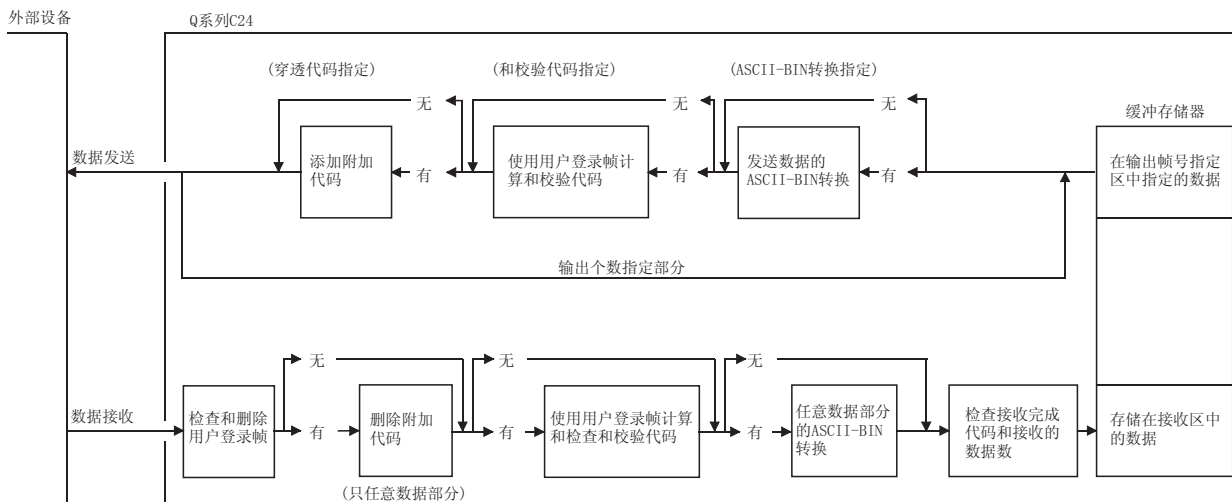 外部设备
Q系列C24
(穿透代码指定)
(和校验代码指定)
(ASCII-BIN转换指定)
无
无
无
缓冲存储器
数据发送
添加附加
代码
有
使用用户登录帧计
算和校验代码
有
发送数据的
ASCII-BIN转换
有
在输出帧号指定
区中指定的数据
输出个数指定部分
无
无
无
数据接收
检查和删除
用户登录帧
有
删除附加
代码
有
使用用户登录帧计算
和检查和校验代码
有
任意数据部分
的ASCII-BIN
转换
检查接收完成
代码和接收的
数据数
存储在接收区中
的数据
(只任意数据部分)